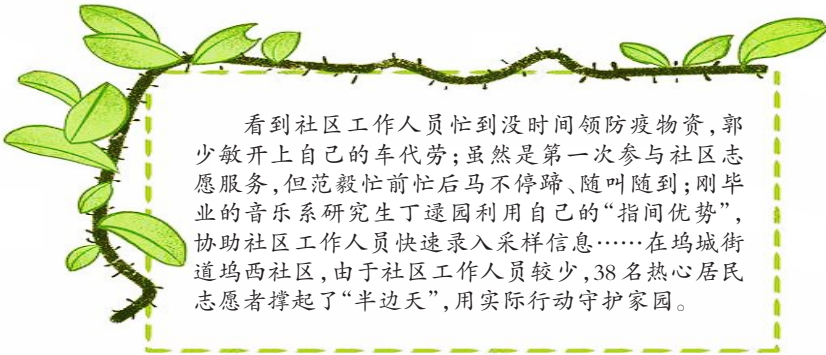 看到社区工作人员忙到没时间领防疫物资,郭
少敏开上自己的车代劳;虽然是第一次参与社区志
愿服务,但范毅忙前忙后马不停蹄、随叫随到;刚毕
业的音乐系研究生丁逯园利用自己的“指间优势”,
协助社区工作人员快速录入采样信息……在坞城街
道坞西社区,由于社区工作人员较少,38名热心居民
志愿者撑起了“半边天”,用实际行动守护家园。